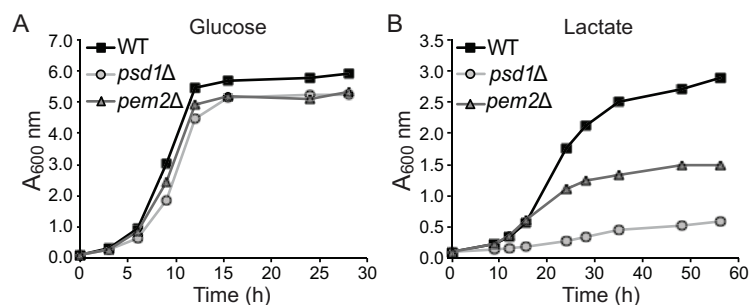 A
Glucose
7.0
6.0
5.0
4.0
3.0
2.0
1.0
0.0
A600 nm
WT
psd1Δ
pem2Δ
0 5 10 15 20 25 30
Time (h)
B
Lactate
3.5
3.0
2.5
2.0
1.5
1.0
0.5
0.0
A600 nm
WT
psd1Δ
pem2Δ
0 10 20 30 40 50 60
Time (h)